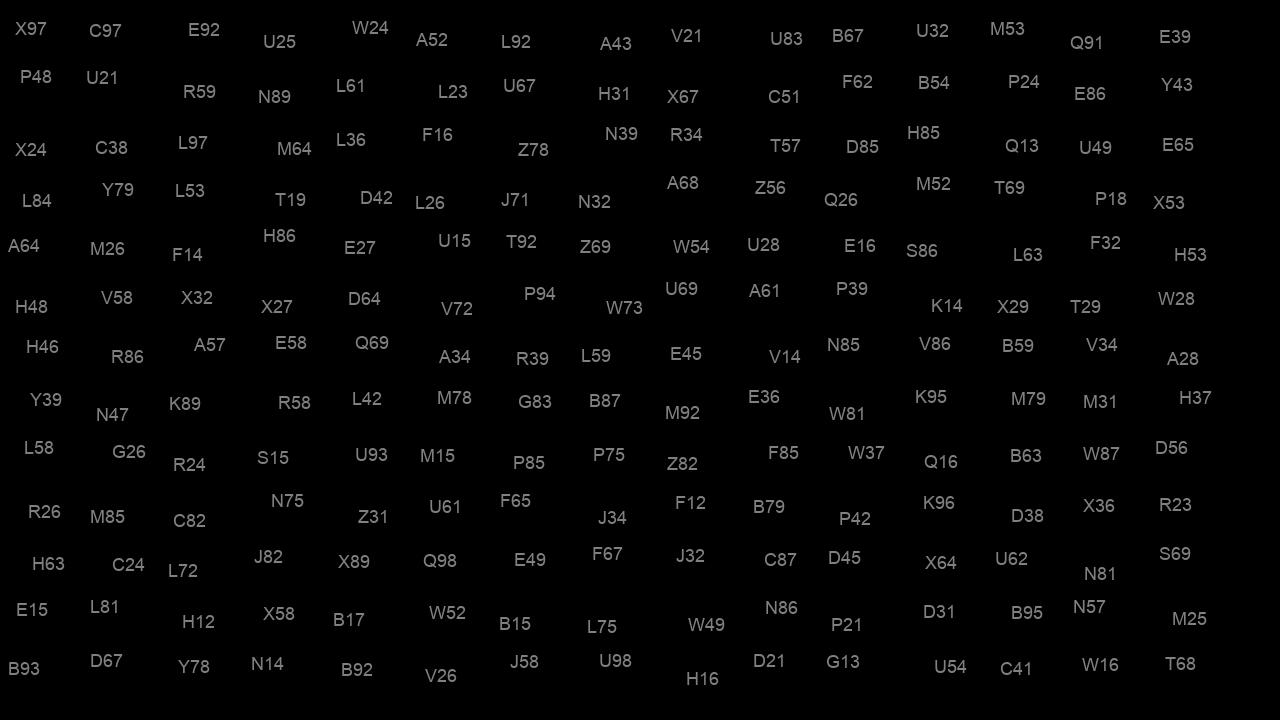 X97 C97 E92 U25 W24 A52 L92 A43 V21 U83 B67 U32 M53 Q91 E39
P48 U21 R59 N89 L61 L23 U67 H31 X67 C51 F62 B54 P24 E86 Y43
X24 C38 L97 M64 L36 F16 Z78 N39 R34 T57 D85 H85 Q13 U49 E65
L84 Y79 L53 T19 D42 L26 J71 N32 A68 Z56 Q26 M52 T69 P18 X53
A64 M26 F14 H86 E27 U15 T92 Z69 W54 U28 E16 S86 L63 F32 H53
H48 V58 X32 X27 D64 V72 P94 W73 U69 A61 P39 K14 X29 T29 W28
H46 R86 A57 E58 Q69 A34 R39 L59 E45 V14 N85 V86 B59 V34 A28
Y39 N47 K89 R58 L42 M78 G83 B87 M92 E36 W81 K95 M79 M31 H37
L58 G26 R24 S15 U93 M15 P85 P75 Z82 F85 W37 Q16 B63 W87 D56
R26 M85 C82 N75 Z31 U61 F65 J34 F12 B79 P42 K96 D38 X36 R23
H63 C24 L72 J82 X89 Q98 E49 F67 J32 C87 D45 X64 U62 N81 S69
E15 L81 H12 X58 B17 W52 B15 L75 W49 N86 P21 D31 B95 N57 M25
B93 D67 Y78 N14 B92 V26 J58 U98 H16 D21 G13 U54 C41 W16 T68